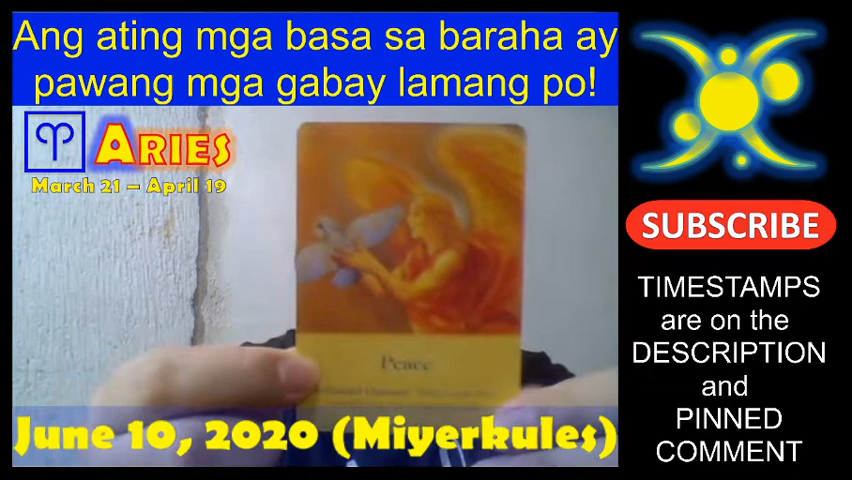 Ang ating mga basa sa baraha ay
pawang mga gabay lamang po!
ARIES
March 21 – April 19
Peace
June 10, 2020 (Miyerkules)
SUBSCRIBE
TIMESTAMPS
are on the
DESCRIPTION
and
PINNED
COMMENT